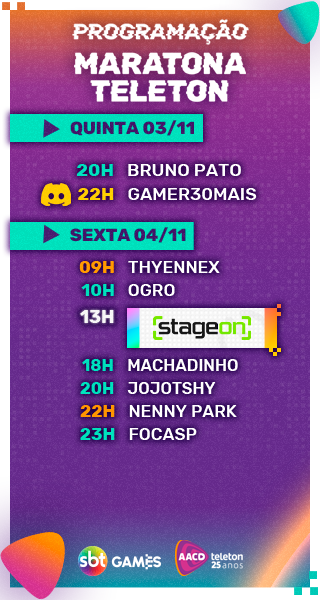 PROGRAMAÇÃO
MARATONA
TELETON
QUINTA 03/11
20H BRUNO PATO
22H GAMER30MAIS
SEXTA 04/11
09H THYENNEX
10H OGRO
13H [stageon]
18H MACHADINHO
20H JOJOTSHY
22H NENNY PARK
23H FOCASP
sbt GAMES AACD teleton
25 anos